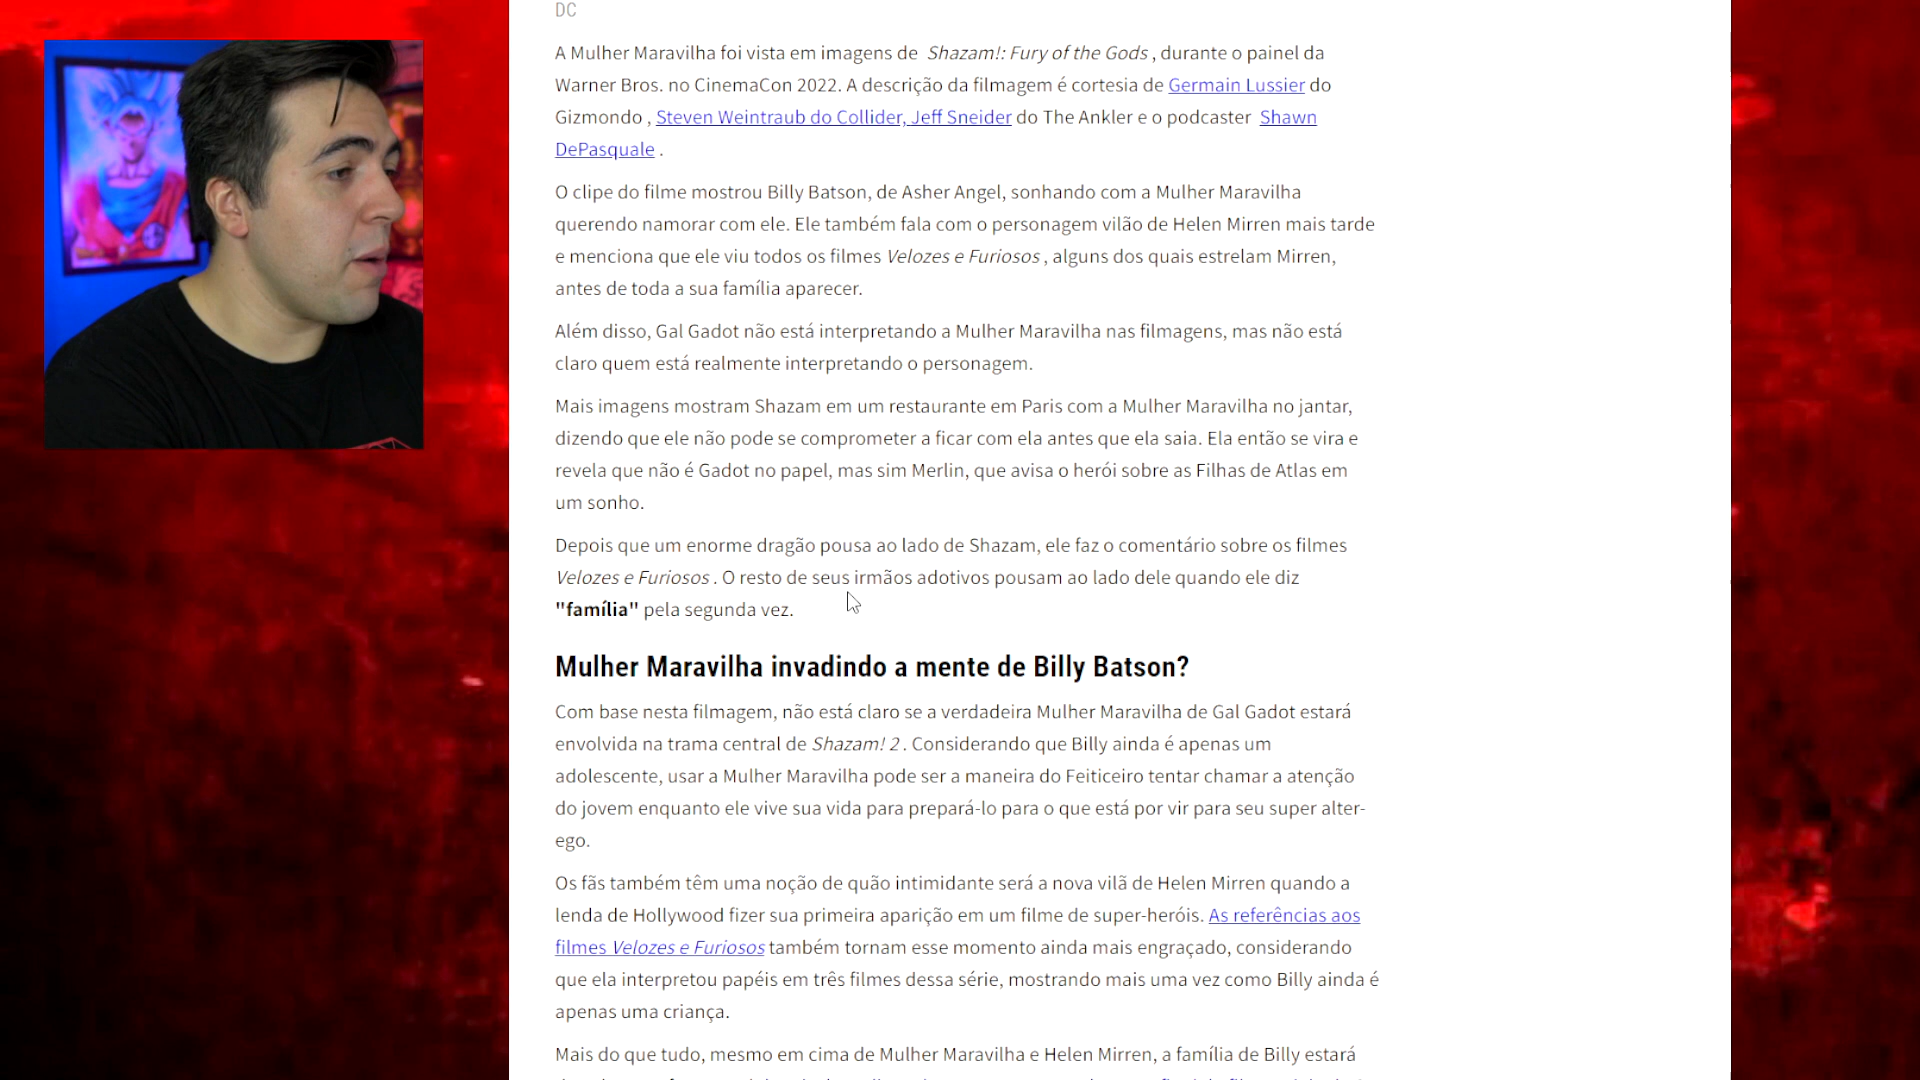 DC
A Mulher Maravilha foi vista em imagens de Shazam!: Fury of the Gods , durante o painel da
Warner Bros. no CinemaCon 2022. A descrição da filmagem é cortesia de Germain Lussier do
Gizmondo , Steven Weintraub do Collider, Jeff Sneider do The Ankler e o podcaster Shawn
DePasquale .
O clipe do filme mostrou Billy Batson, de Asher Angel, sonhando com a Mulher Maravilha
querendo namorar com ele. Ele também fala com o personagem vilão de Helen Mirren mais tarde
e menciona que ele viu todos os filmes Velozes e Furiosos , alguns dos quais estrelam Mirren,
antes de toda a sua família aparecer.
Além disso, Gal Gadot não está interpretando a Mulher Maravilha nas filmagens, mas não está
claro quem está realmente interpretando o personagem.
Mais imagens mostram Shazam em um restaurante em Paris com a Mulher Maravilha no jantar,
dizendo que ele não pode se comprometer a ficar com ela antes que ela saia. Ela então se vira e
revela que não é Gadot no papel, mas sim Merlin, que avisa o herói sobre as Filhas de Atlas em
um sonho.
Depois que um enorme dragão pousa ao lado de Shazam, ele faz o comentário sobre os filmes
Velozes e Furiosos . O resto de seus irmãos adotivos pousam ao lado dele quando ele diz
"família" pela segunda vez.
Mulher Maravilha invadindo a mente de Billy Batson?
Com base nesta filmagem, não está claro se a verdadeira Mulher Maravilha de Gal Gadot estará
envolvida na trama central de Shazam! 2 . Considerando que Billy ainda é apenas um
adolescente, usar a Mulher Maravilha pode ser a maneira do Feiticeiro tentar chamar a atenção
do jovem enquanto ele vive sua vida para prepará-lo para o que está por vir para seu super alter-
ego.
Os fãs também têm uma noção de quão intimidante será a nova vilã de Helen Mirren quando a
lenda de Hollywood fizer sua primeira aparição em um filme de super-heróis. As referências aos
filmes Velozes e Furiosos também tornam esse momento ainda mais engraçado, considerando
que ela interpretou papéis em três filmes dessa série, mostrando mais uma vez como Billy ainda é
apenas uma criança.
Mais do que tudo, mesmo em cima de Mulher Maravilha e Helen Mirren, a família de Billy estará